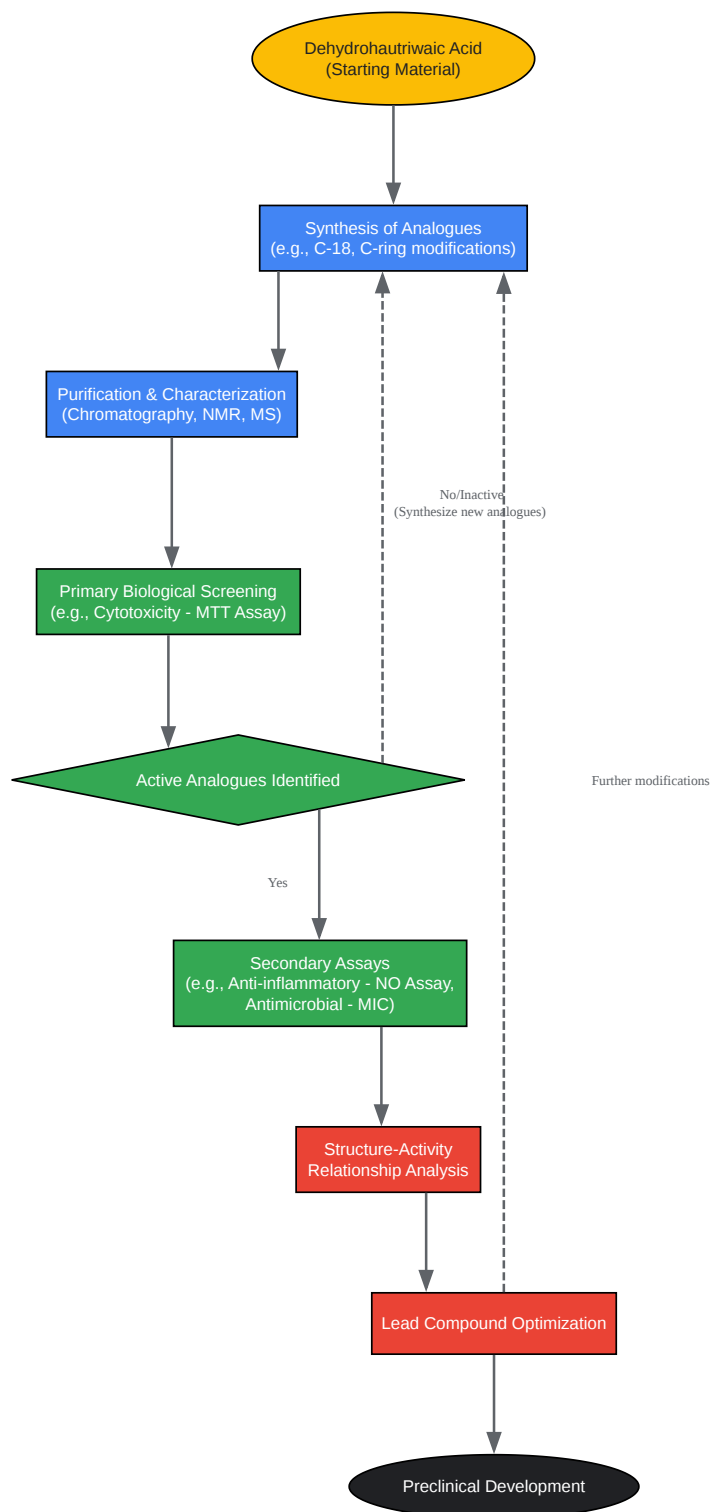 Dehydrohautriwaic Acid
(Starting Material)
Synthesis of Analogues
(e.g., C-18, C-ring modifications)
Purification & Characterization
(Chromatography, NMR, MS)
No/Inactive
(Synthesize new analogues)
Primary Biological Screening
(e.g., Cytotoxicity - MTT Assay)
Active Analogues Identified
Further modifications
Yes
Secondary Assays
(e.g., Anti-inflammatory - NO Assay,
Antimicrobial - MIC)
Structure-Activity
Relationship Analysis
Lead Compound Optimization
Preclinical Development